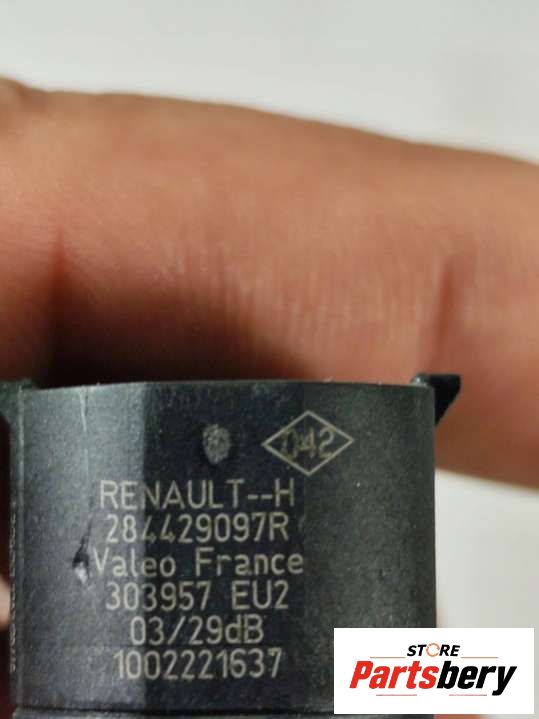 042
RENAULT--H
284429097R
Valeo France
303957 EU2
03/29dB
1002221637
STORE
Partsbery